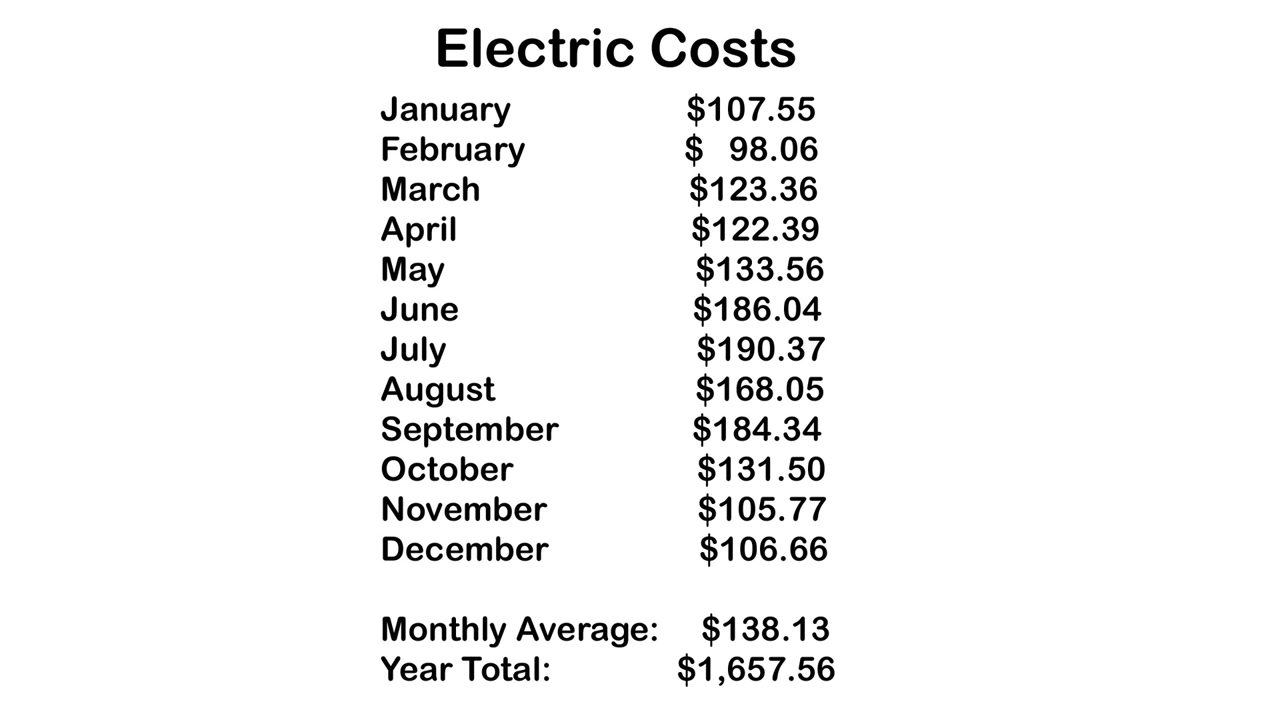 Electric Costs
January $107.55
February $ 98.06
March $123.36
April $122.39
May $133.56
June $186.04
July $190.37
August $168.05
September $184.34
October $131.50
November $105.77
December $106.66
Monthly Average: $138.13
Year Total: $1,657.56